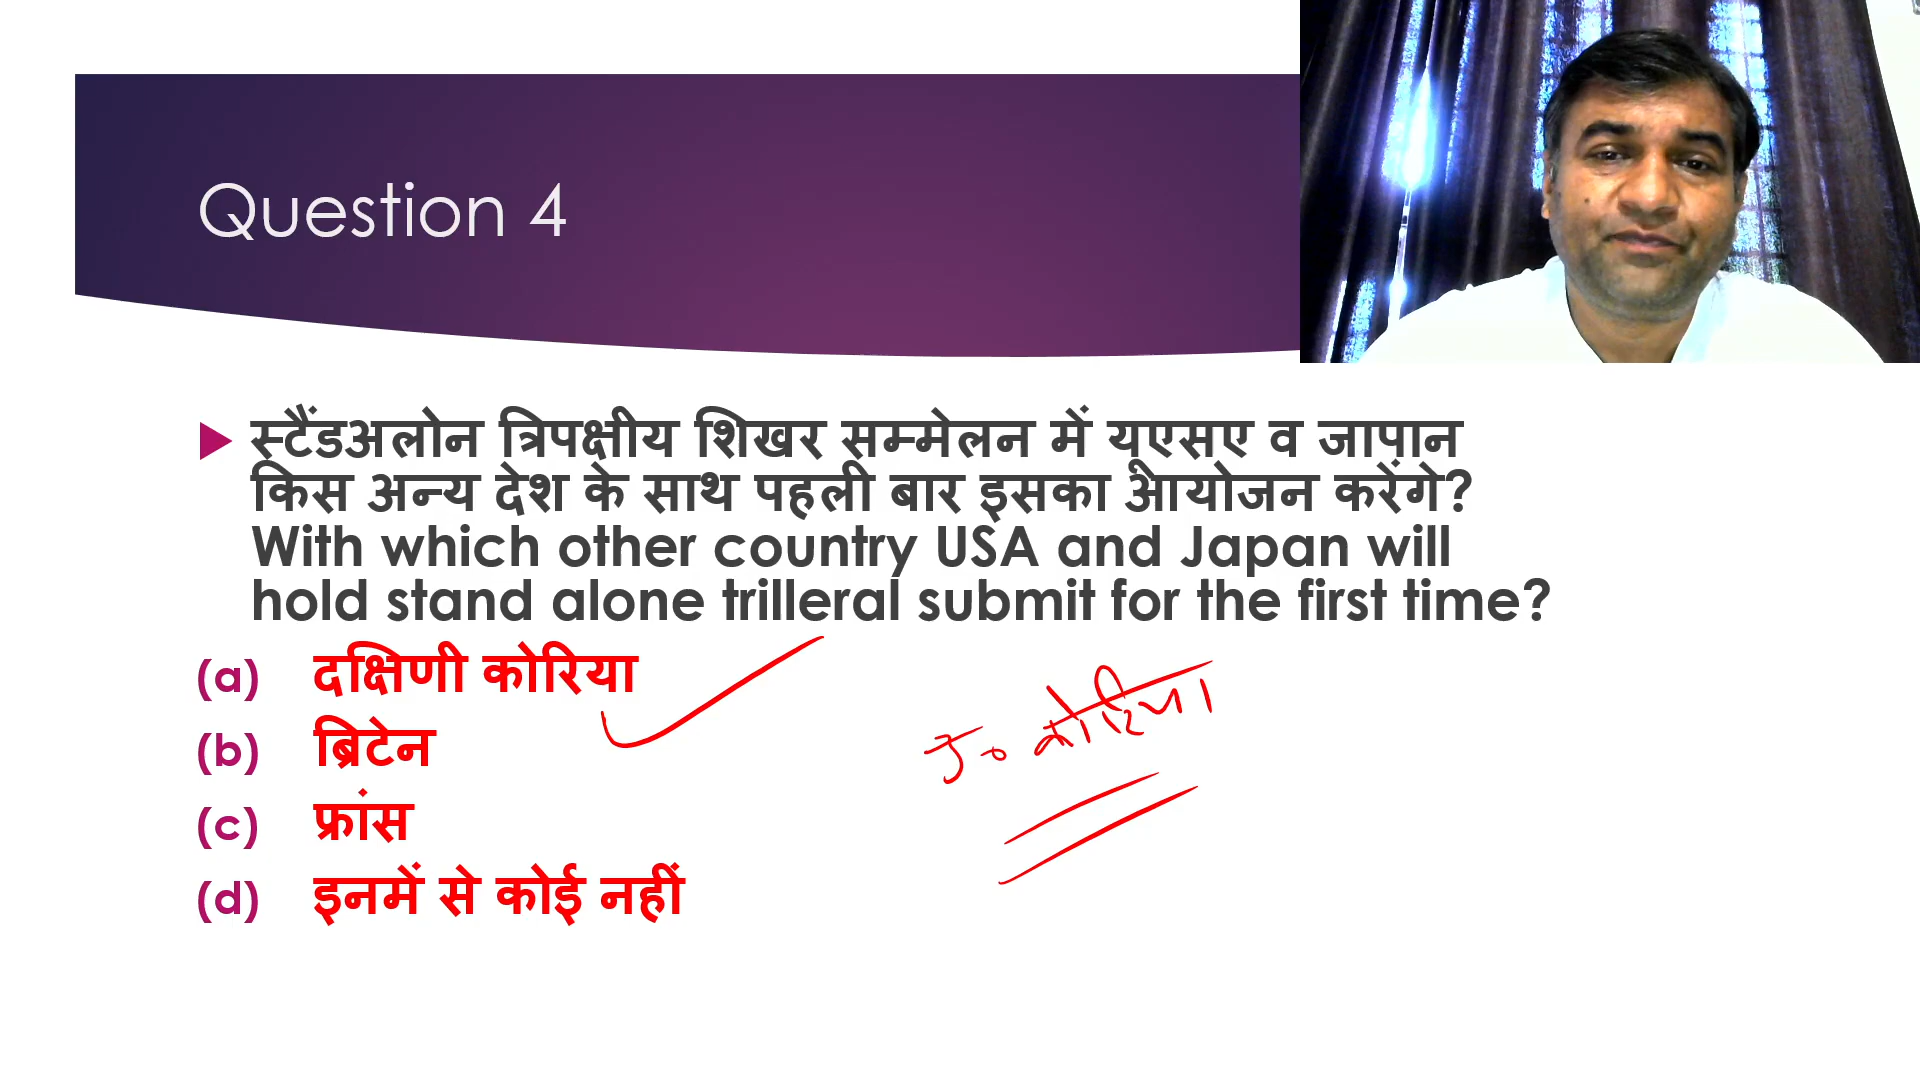 Question 4
स्टैंडअलोन त्रिपक्षीय शिखर सम्मेलन में यूएसए व जापान
किस अन्य देश के साथ पहली बार इसका आयोजन करेंगे?
With which other country USA and Japan will
hold stand alone trilleral submit for the first time?
(a) दक्षिणी कोरिया
(b) ब्रिटेन
(c) फ्रांस
(d) इनमें से कोई नहीं
उ० कोरिया